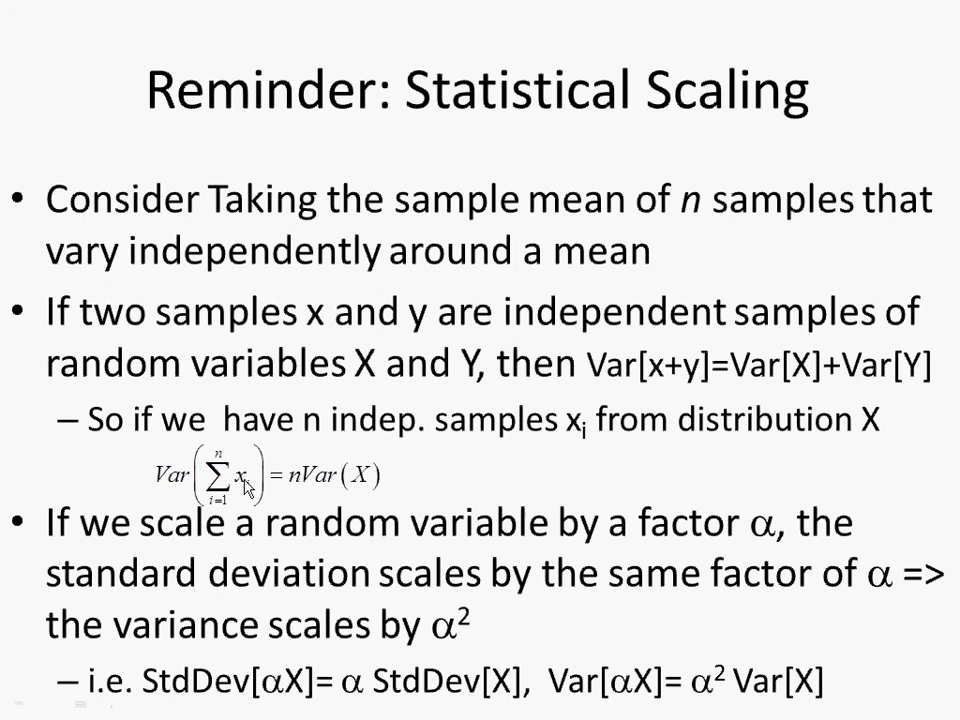 Reminder: Statistical Scaling
• Consider Taking the sample mean of n samples that
vary independently around a mean
• If two samples x and y are independent samples of
random variables X and Y, then Var[x+y]=Var[X]+Var[Y]
– So if we have n indep. samples xᵢ from distribution X
Var(∑ᵢ₌₁ⁿ xᵢ) = nVar(X)
• If we scale a random variable by a factor α, the
standard deviation scales by the same factor of α =>
the variance scales by α²
– i.e. StdDev[αX]= α StdDev[X], Var[αX]= α² Var[X]